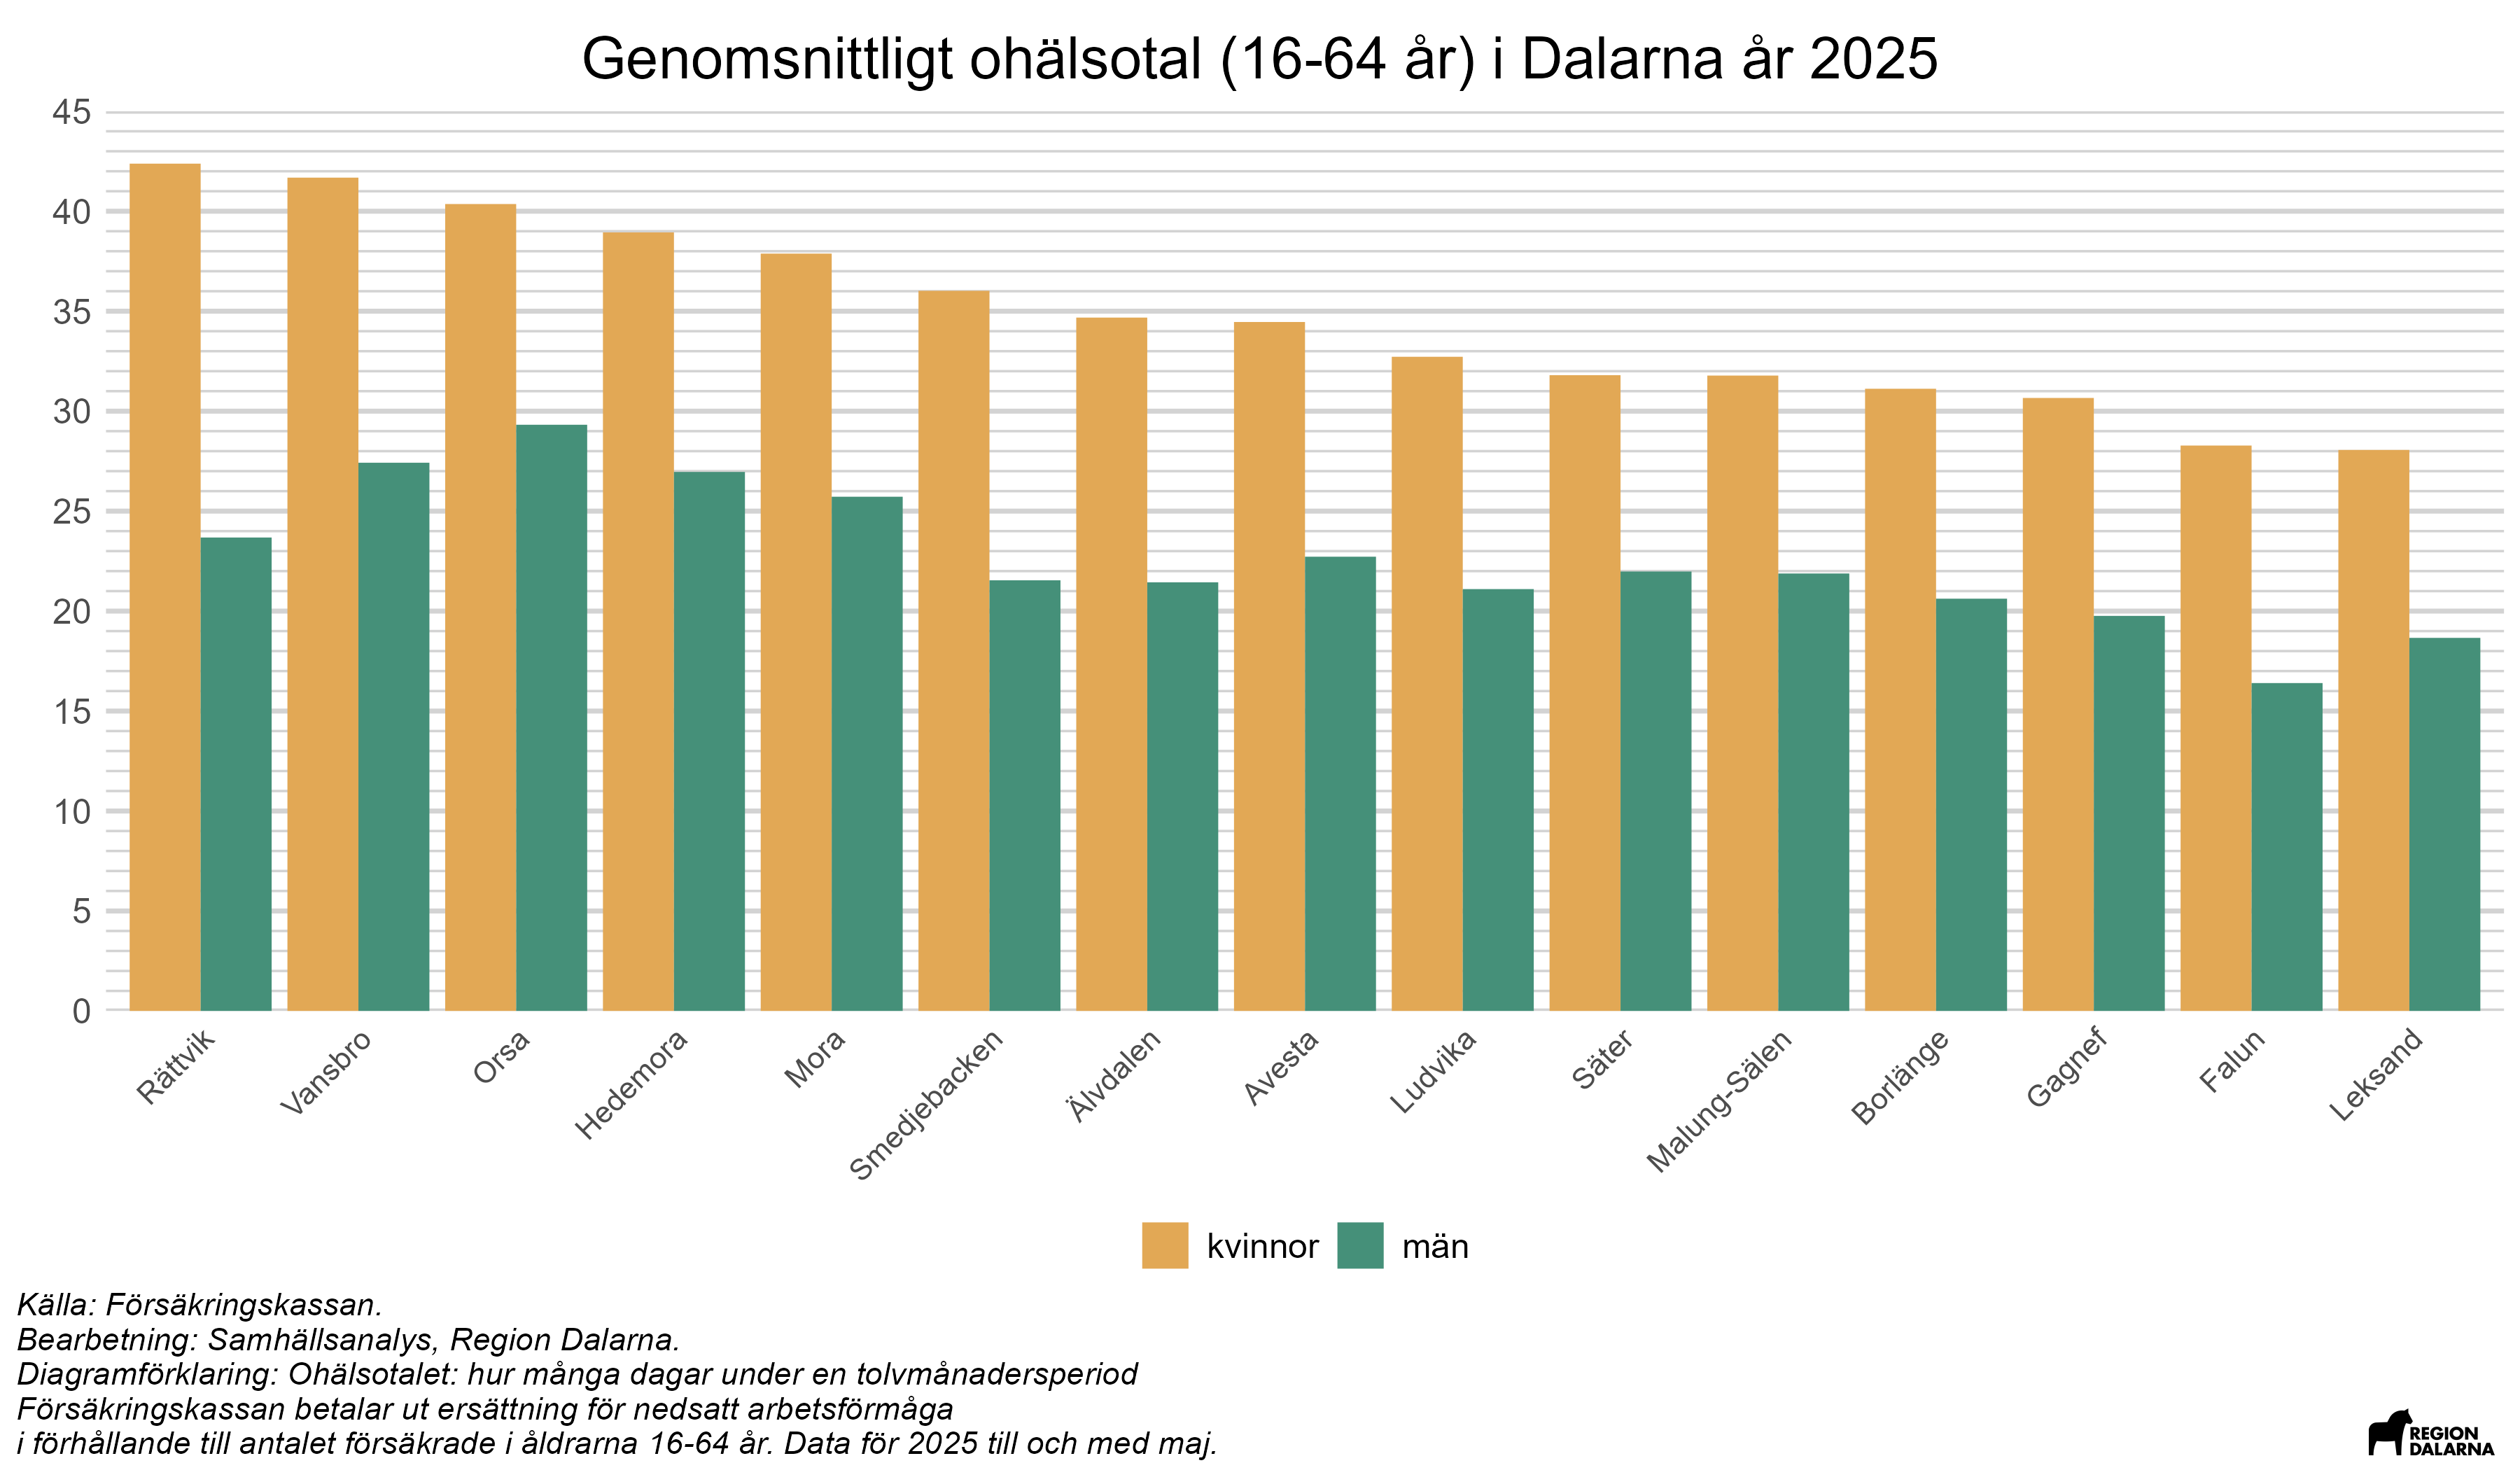 Genomsnittligt ohälsotal (16-64 år) i Dalarna år 2025
45
40
35
30
25
20
15
10
5
0
Rättvik
Vansbro
Orsa
Hedemora
Mora
Smedjebacken
Älvdalen
Avesta
Ludvika
Säter
Malung-Sälen
Borlänge
Gagnef
Falun
Leksand
kvinnor
män
Källa: Försäkringskassan.
Bearbetning: Samhällsanalys, Region Dalarna.
Diagramförklaring: Ohälsotalet: hur många dagar under en tolvmånadersperiod
Försäkringskassan betalar ut ersättning för nedsatt arbetsförmåga
i förhållande till antalet försäkrade i åldrarna 16-64 år. Data för 2025 till och med maj.
REGION
DALARNA